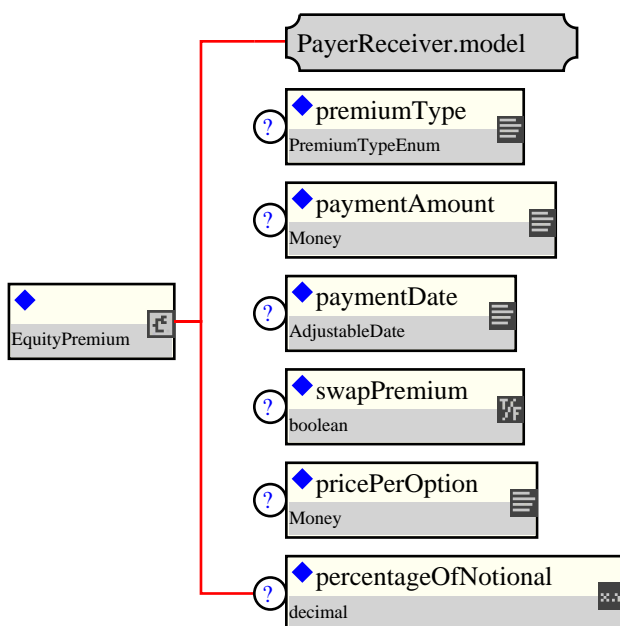 PayerReceiver.model
?
premiumType
PremiumTypeEnum
?
paymentAmount
Money
EquityPremium
?
paymentDate
AdjustableDate
?
swapPremium
boolean
T/F
?
pricePerOption
Money
?
percentageOfNotional
decimal
x.x